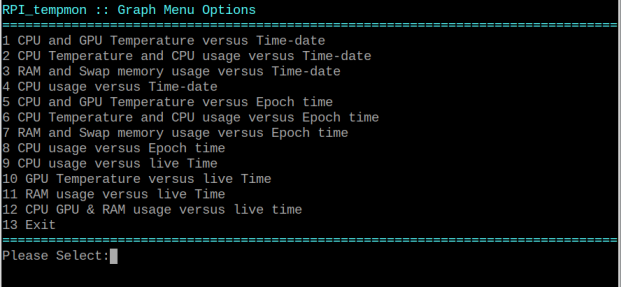 RPI_tempmon :: Graph Menu Options
================================================================================
1 CPU and GPU Temperature versus Time-date
2 CPU Temperature and CPU usage versus Time-date
3 RAM and Swap memory usage versus Time-date
4 CPU usage versus Time-date
5 CPU and GPU Temperature versus Epoch time
6 CPU Temperature and CPU usage versus Epoch time
7 RAM and Swap memory usage versus Epoch time
8 CPU usage versus Epoch time
9 CPU usage versus live Time
10 GPU Temperature versus live Time
11 RAM usage versus live Time
12 CPU GPU & RAM usage versus live time
13 Exit
================================================================================
Please Select: